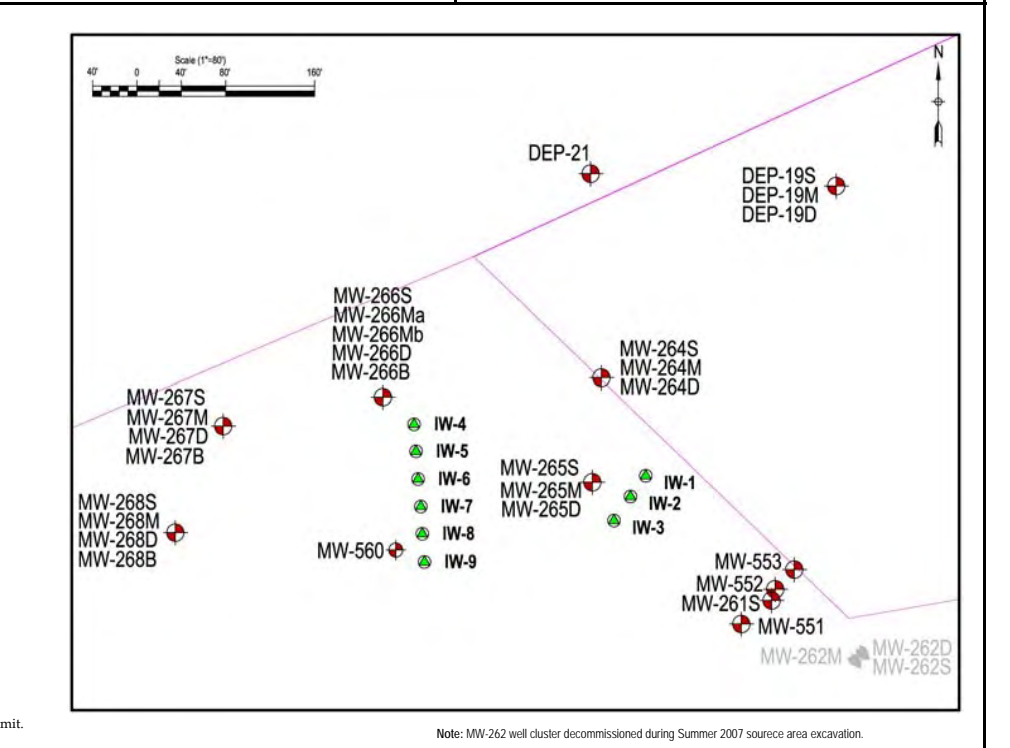 Scale (1"=80')
40' 0 40' 80' 160'
N
DEP-21
DEP-19S
DEP-19M
DEP-19D
MW-266S
MW-266Ma
MW-266Mb
MW-266D
MW-266B
MW-264S
MW-264M
MW-264D
MW-267S
MW-267M
MW-267D
MW-267B
IW-4
IW-5
IW-6
IW-7
IW-8
IW-9
MW-265S
MW-265M
MW-265D
IW-1
IW-2
IW-3
MW-268S
MW-268M
MW-268D
MW-268B
MW-560
MW-553
MW-552
MW-261S
MW-551
MW-262M
MW-262D
MW-262S
mit.
Note: MW-262 well cluster decommissioned during Summer 2007 sourece area excavation.